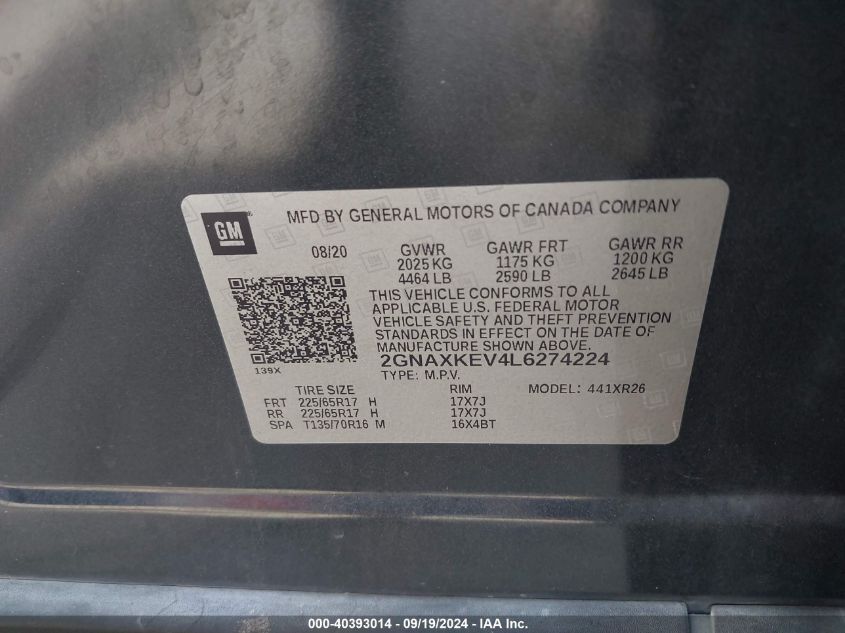 GM
MFD BY GENERAL MOTORS OF CANADA COMPANY
08/20 GVWR GAWR FRT GAWR RR
2025 KG 1175 KG 1200 KG
4464 LB 2590 LB 2645 LB
THIS VEHICLE CONFORMS TO ALL
APPLICABLE U.S. FEDERAL MOTOR
VEHICLE SAFETY AND THEFT PREVENTION
STANDARDS IN EFFECT ON THE DATE OF
MANUFACTURE SHOWN ABOVE.
139X 2GNAXKEV4L6274224
TYPE: M.P.V.
TIRE SIZE RIM MODEL: 441XR26
FRT 225/65R17 H 17X7J
RR 225/65R17 H 17X7J
SPA T135/70R16 M 16X4BT
000-40393014 - 09/19/2024 - IAA Inc.